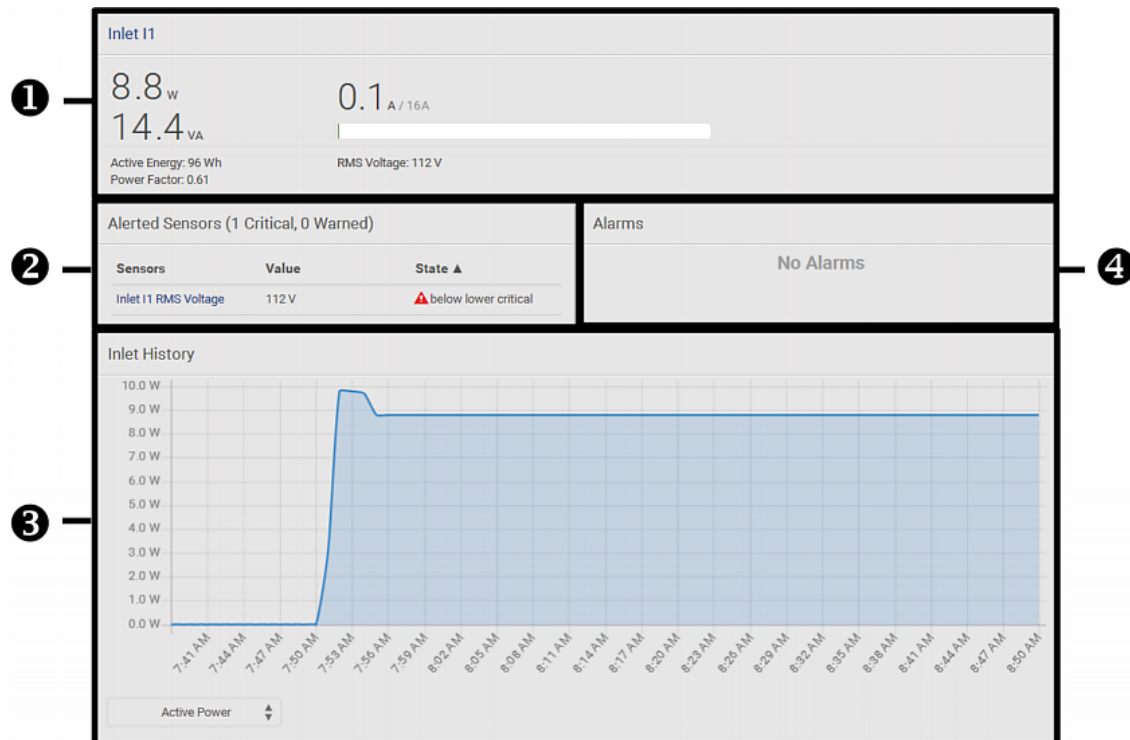 Inlet I1
❶
8.8 W
0.1 A / 16A
14.4 VA
Active Energy: 96 Wh
RMS Voltage: 112 V
Power Factor: 0.61
Alerted Sensors (1 Critical, 0 Warned)
❷
Sensors Value State ▲
Inlet I1 RMS Voltage 112 V below lower critical
Alarms
No Alarms
❹
Inlet History
❸
10.0 W
9.0 W
8.0 W
7.0 W
6.0 W
5.0 W
4.0 W
3.0 W
2.0 W
1.0 W
0.0 W
7:41 AM 7:44 AM 7:47 AM 7:50 AM 7:53 AM 7:56 AM 7:59 AM 8:02 AM 8:05 AM 8:08 AM 8:11 AM 8:14 AM 8:17 AM 8:20 AM 8:23 AM 8:26 AM 8:29 AM 8:32 AM 8:35 AM 8:38 AM 8:41 AM 8:44 AM 8:47 AM 8:50 AM
Active Power